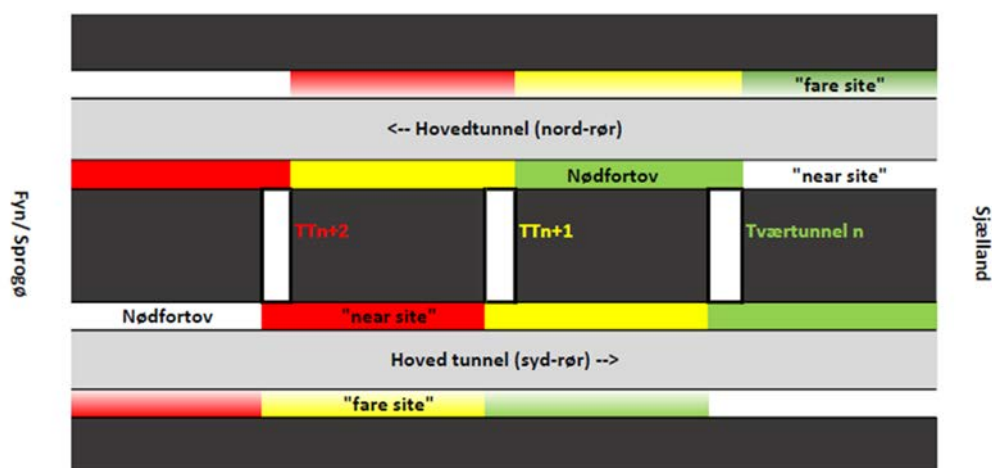 "fare site"
<-- Hovedtunnel (nord-rør)
Nødfortov
"near site"
Fyn/ Sprogø
TTn+2
TTn+1
Tværtunnel n
Sjælland
Nødfortov
"near site"
Hoved tunnel (syd-rør) -->
"fare site"